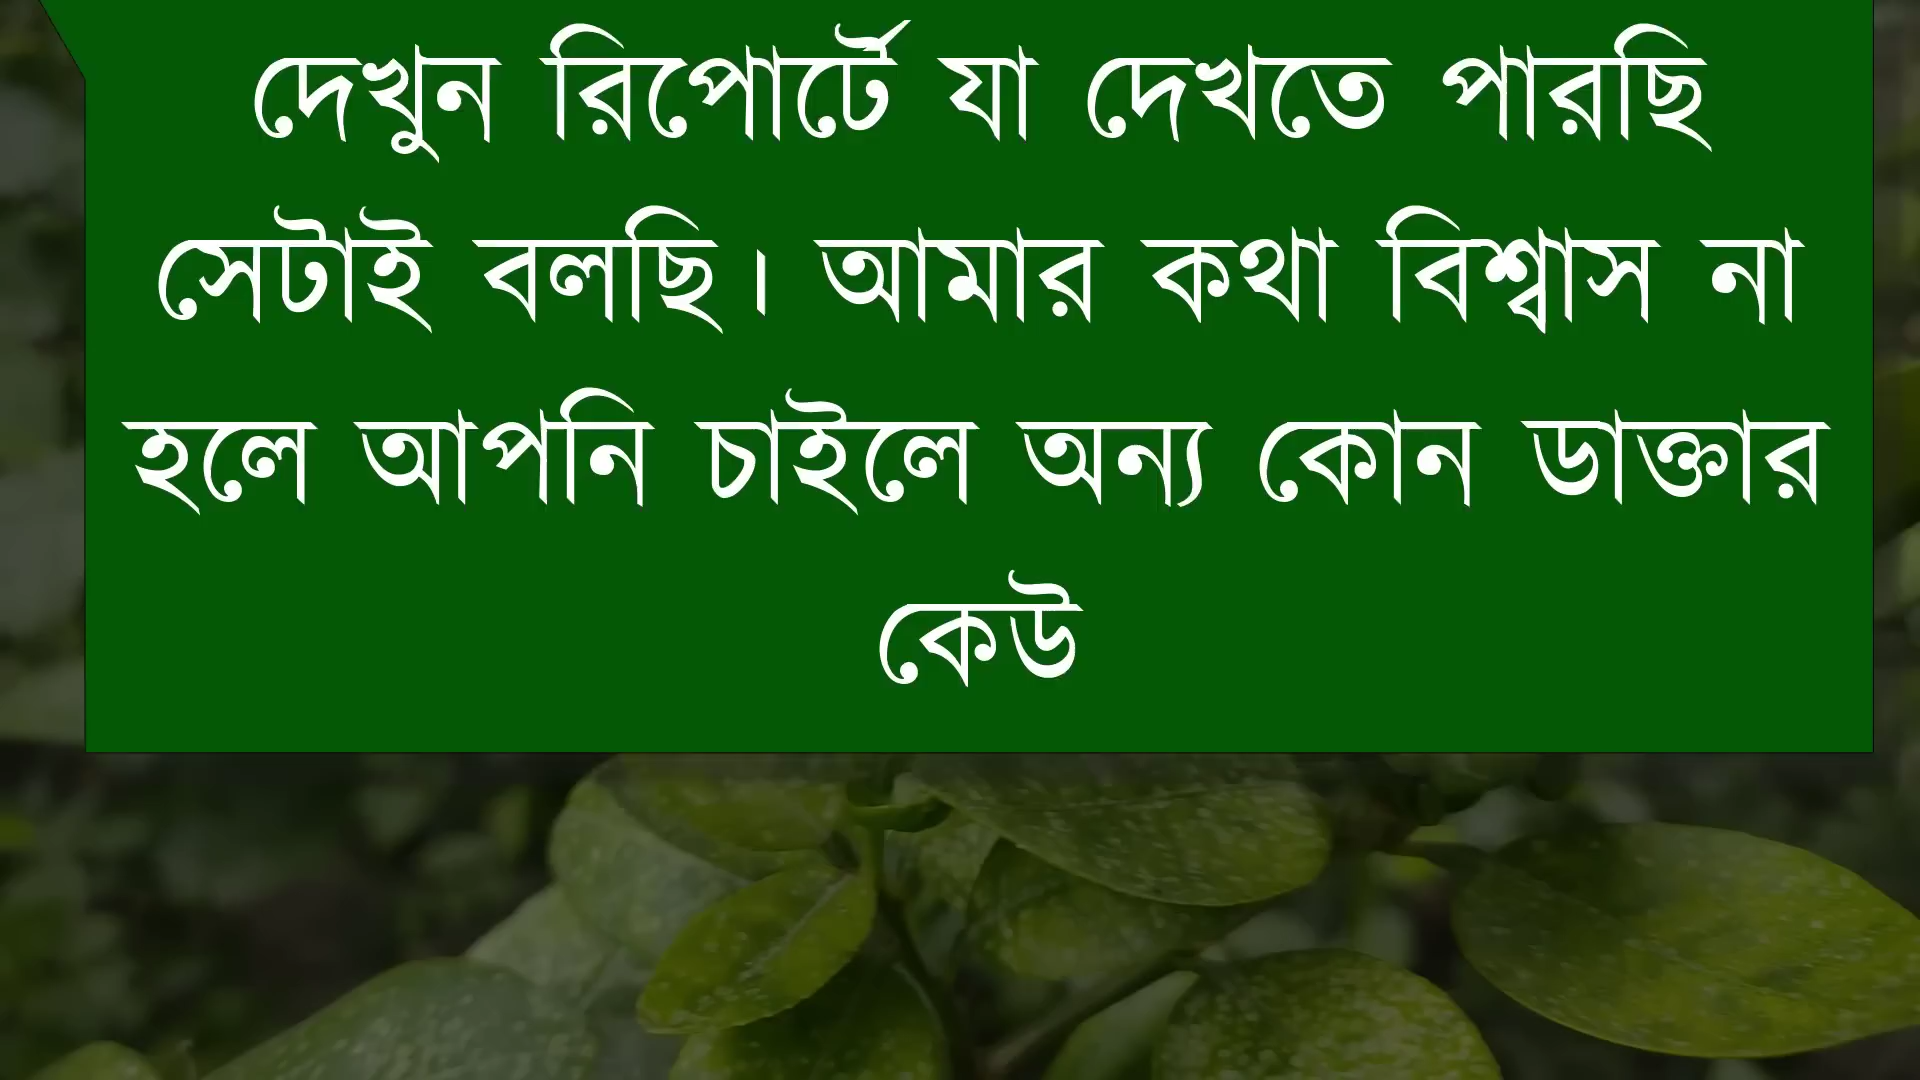 দেখুন রিপোর্টে যা দেখতে পারছি
সেটাই বলছি। আমার কথা বিশ্বাস না
হলে আপনি চাইলে অন্য কোন ডাক্তার
কেউ